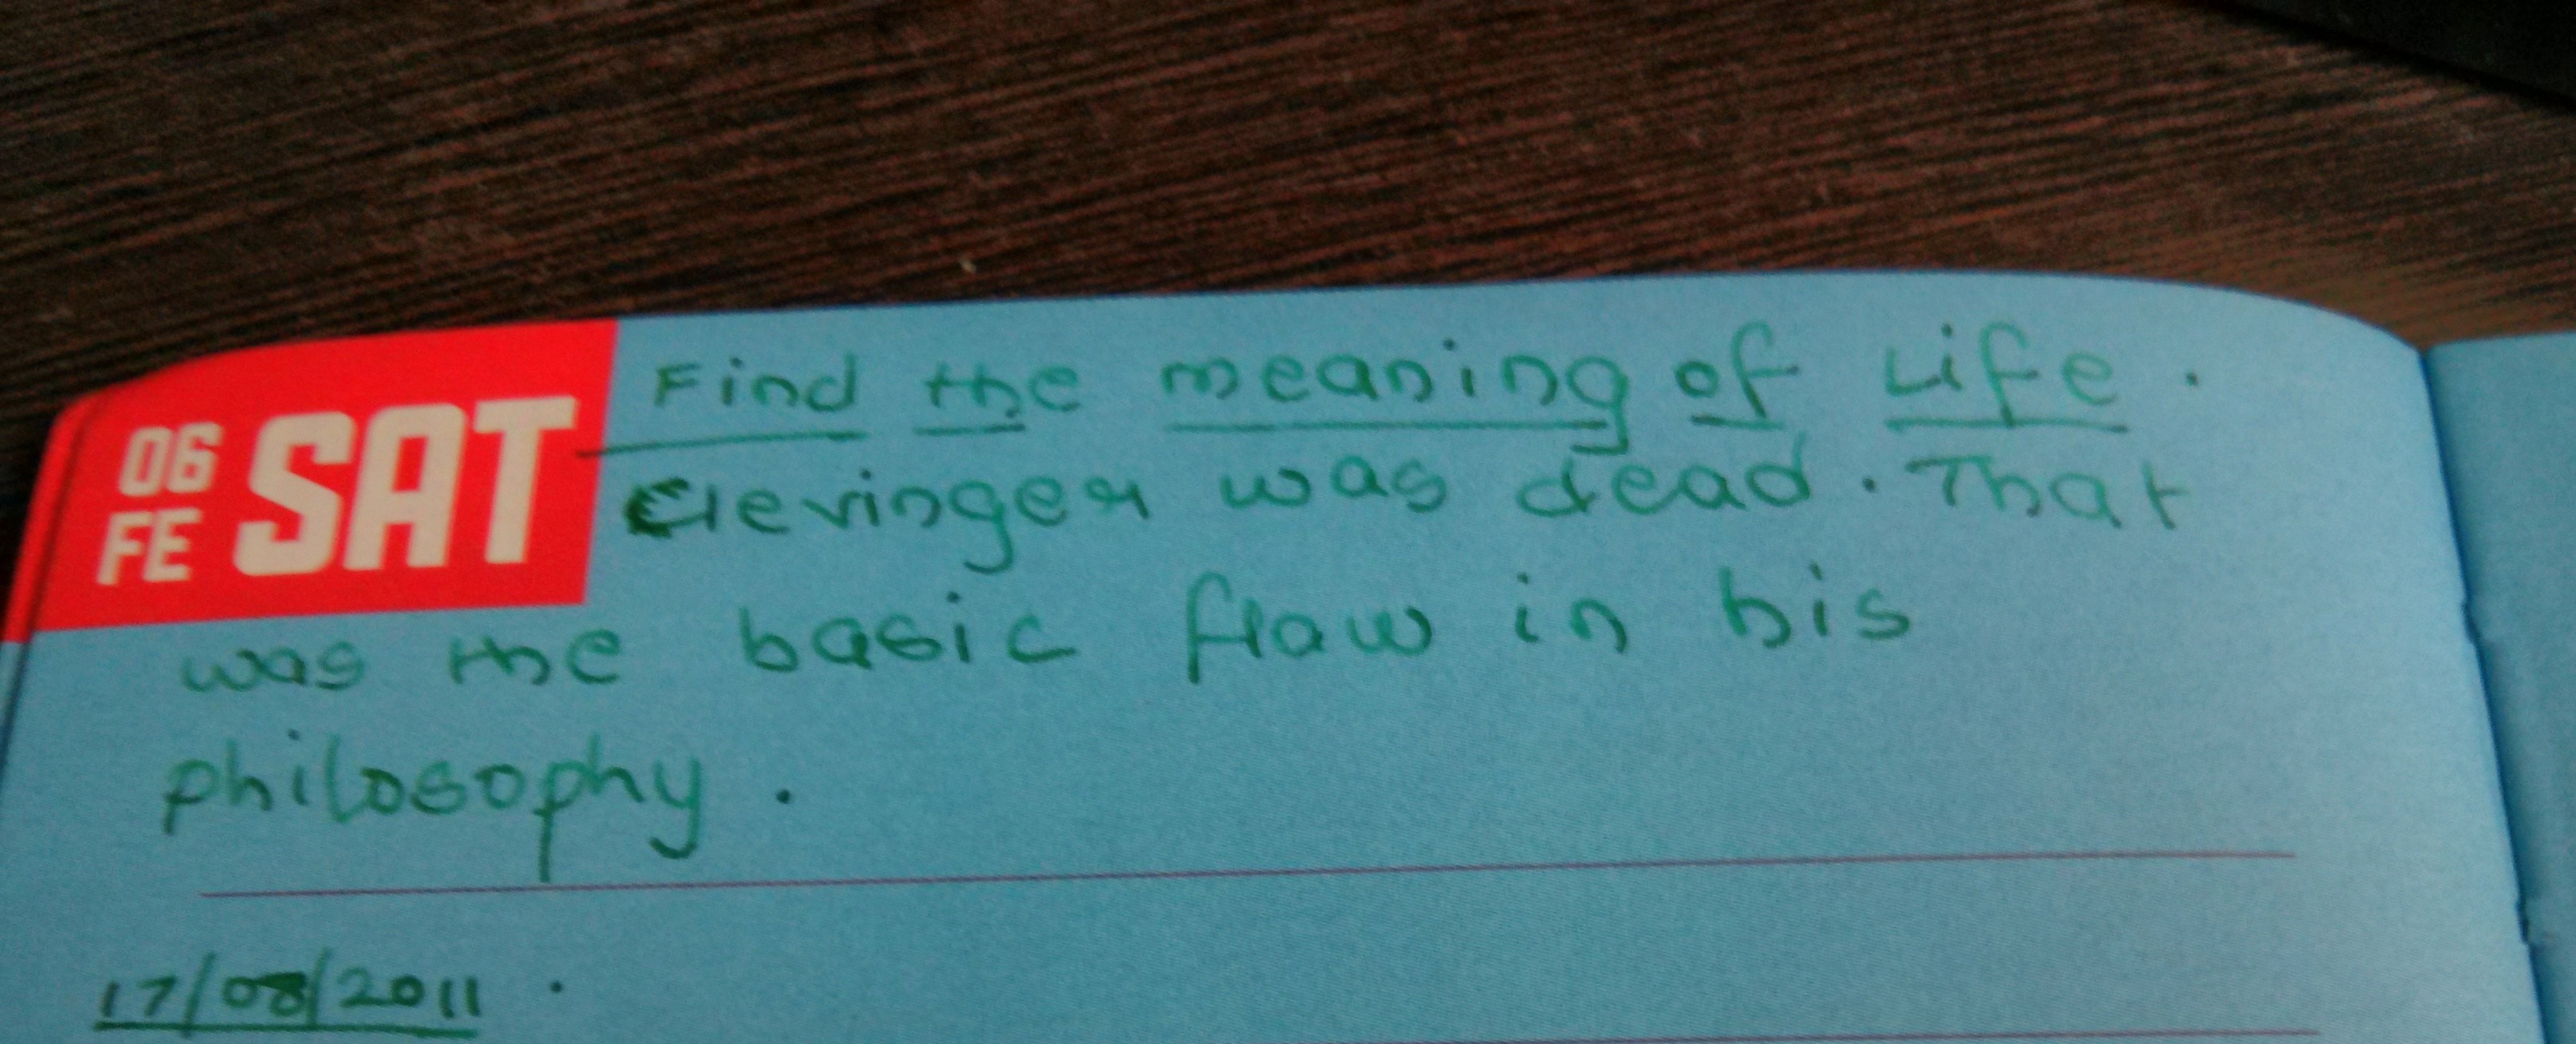 06 SAT
FE
Find the meaning of Life.
Clevinger was dead. That
was the basic flaw in his
philosophy.
17/08/2011.